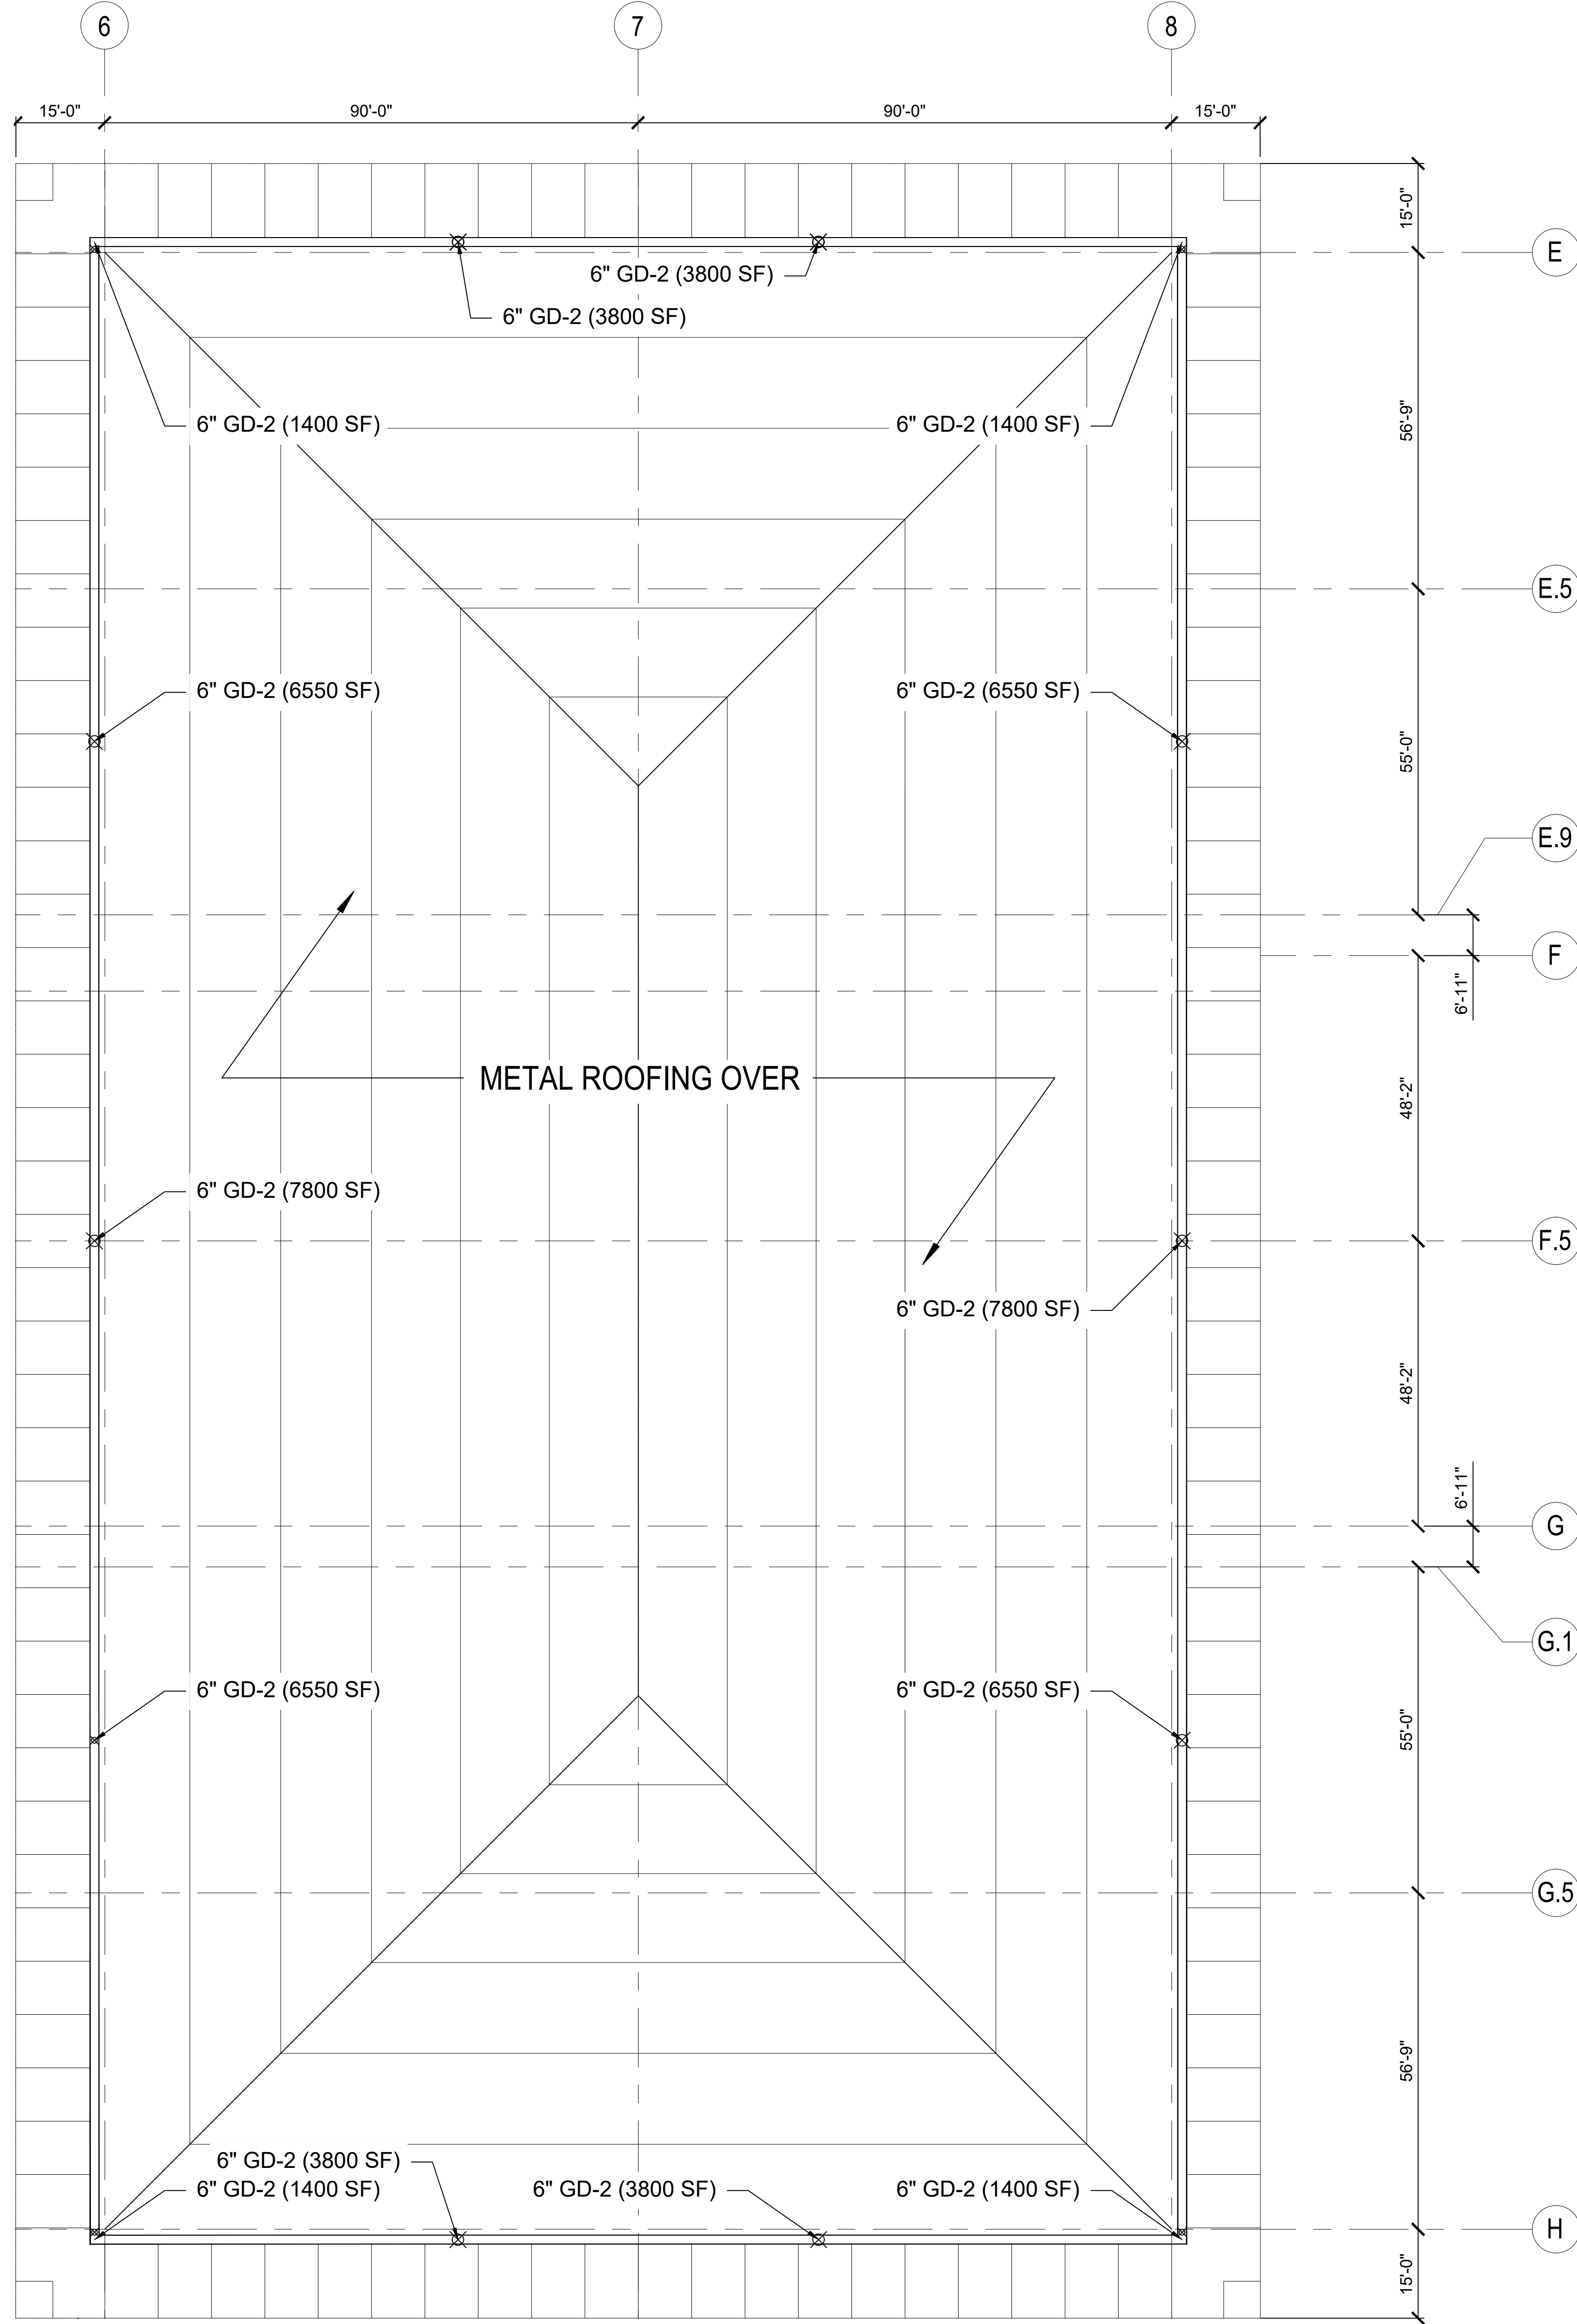 6
7
8
15'-0"
90'-0"
90'-0"
15'-0"
15'-0"
E
6" GD-2 (3800 SF)
6" GD-2 (3800 SF)
6" GD-2 (1400 SF)
6" GD-2 (1400 SF)
56'-9"
E.5
6" GD-2 (6550 SF)
6" GD-2 (6550 SF)
55'-0"
E.9
F
6'-11"
METAL ROOFING OVER
48'-2"
6" GD-2 (7800 SF)
F.5
6" GD-2 (7800 SF)
48'-2"
6'-11"
G
G.1
6" GD-2 (6550 SF)
6" GD-2 (6550 SF)
55'-0"
G.5
56'-9"
6" GD-2 (3800 SF)
6" GD-2 (1400 SF)
6" GD-2 (3800 SF)
6" GD-2 (1400 SF)
H
15'-0"